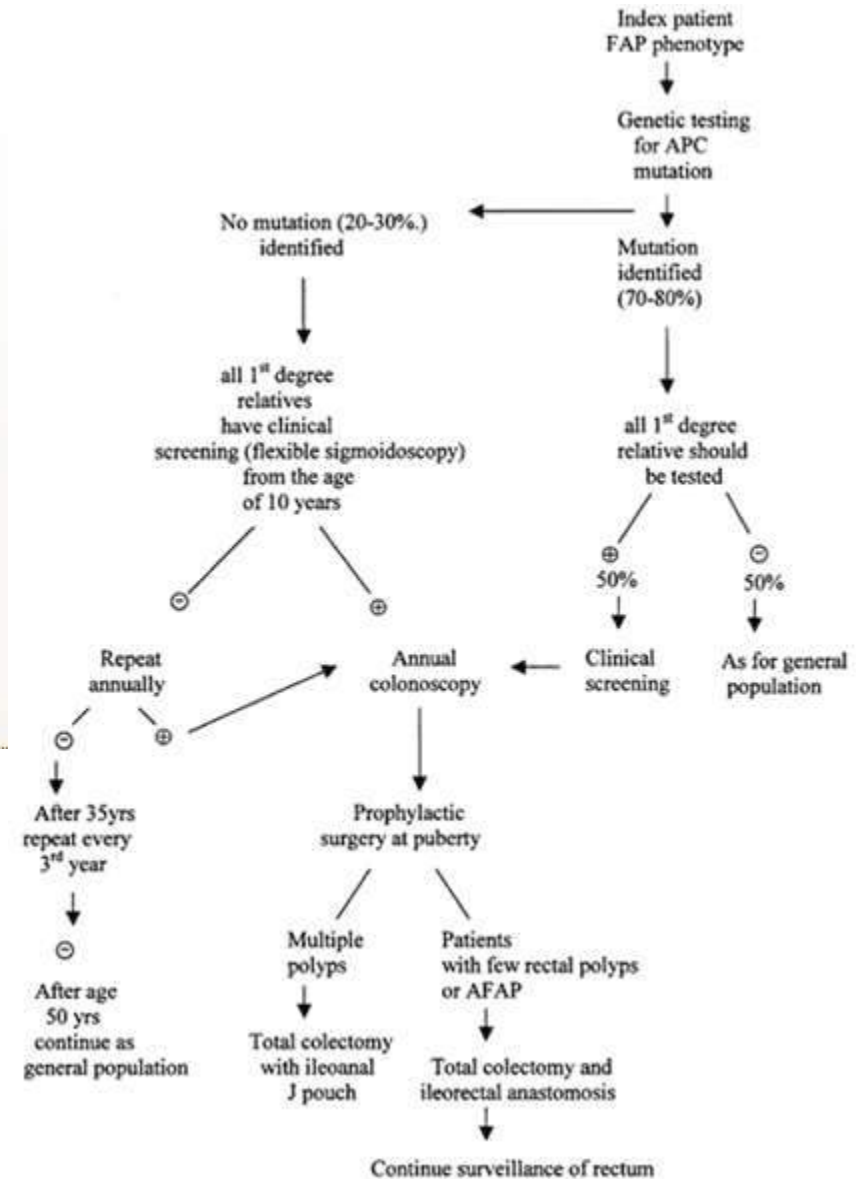 Index patient
FAP phenotype
Genetic testing
for APC
mutation
No mutation (20-30%.)
identified
Mutation
identified
(70-80%)
all 1st degree
relatives
have clinical
screening (flexible sigmoidoscopy)
from the age
of 10 years
all 1st degree
relative should
be tested
⊖
⊕
⊕
50%
⊖
50%
Repeat
annually
Annual
colonoscopy
Clinical
screening
As for general
population
⊖
⊕
After 35yrs
repeat every
3rd year
Prophylactic
surgery at puberty
⊖
Multiple
polyps
Patients
with few rectal polyps
or AFAP
After age
50 yrs
continue as
general population
Total colectomy
with ileoanal
J pouch
Total colectomy and
ileorectal anastomosis
Continue surveillance of rectum